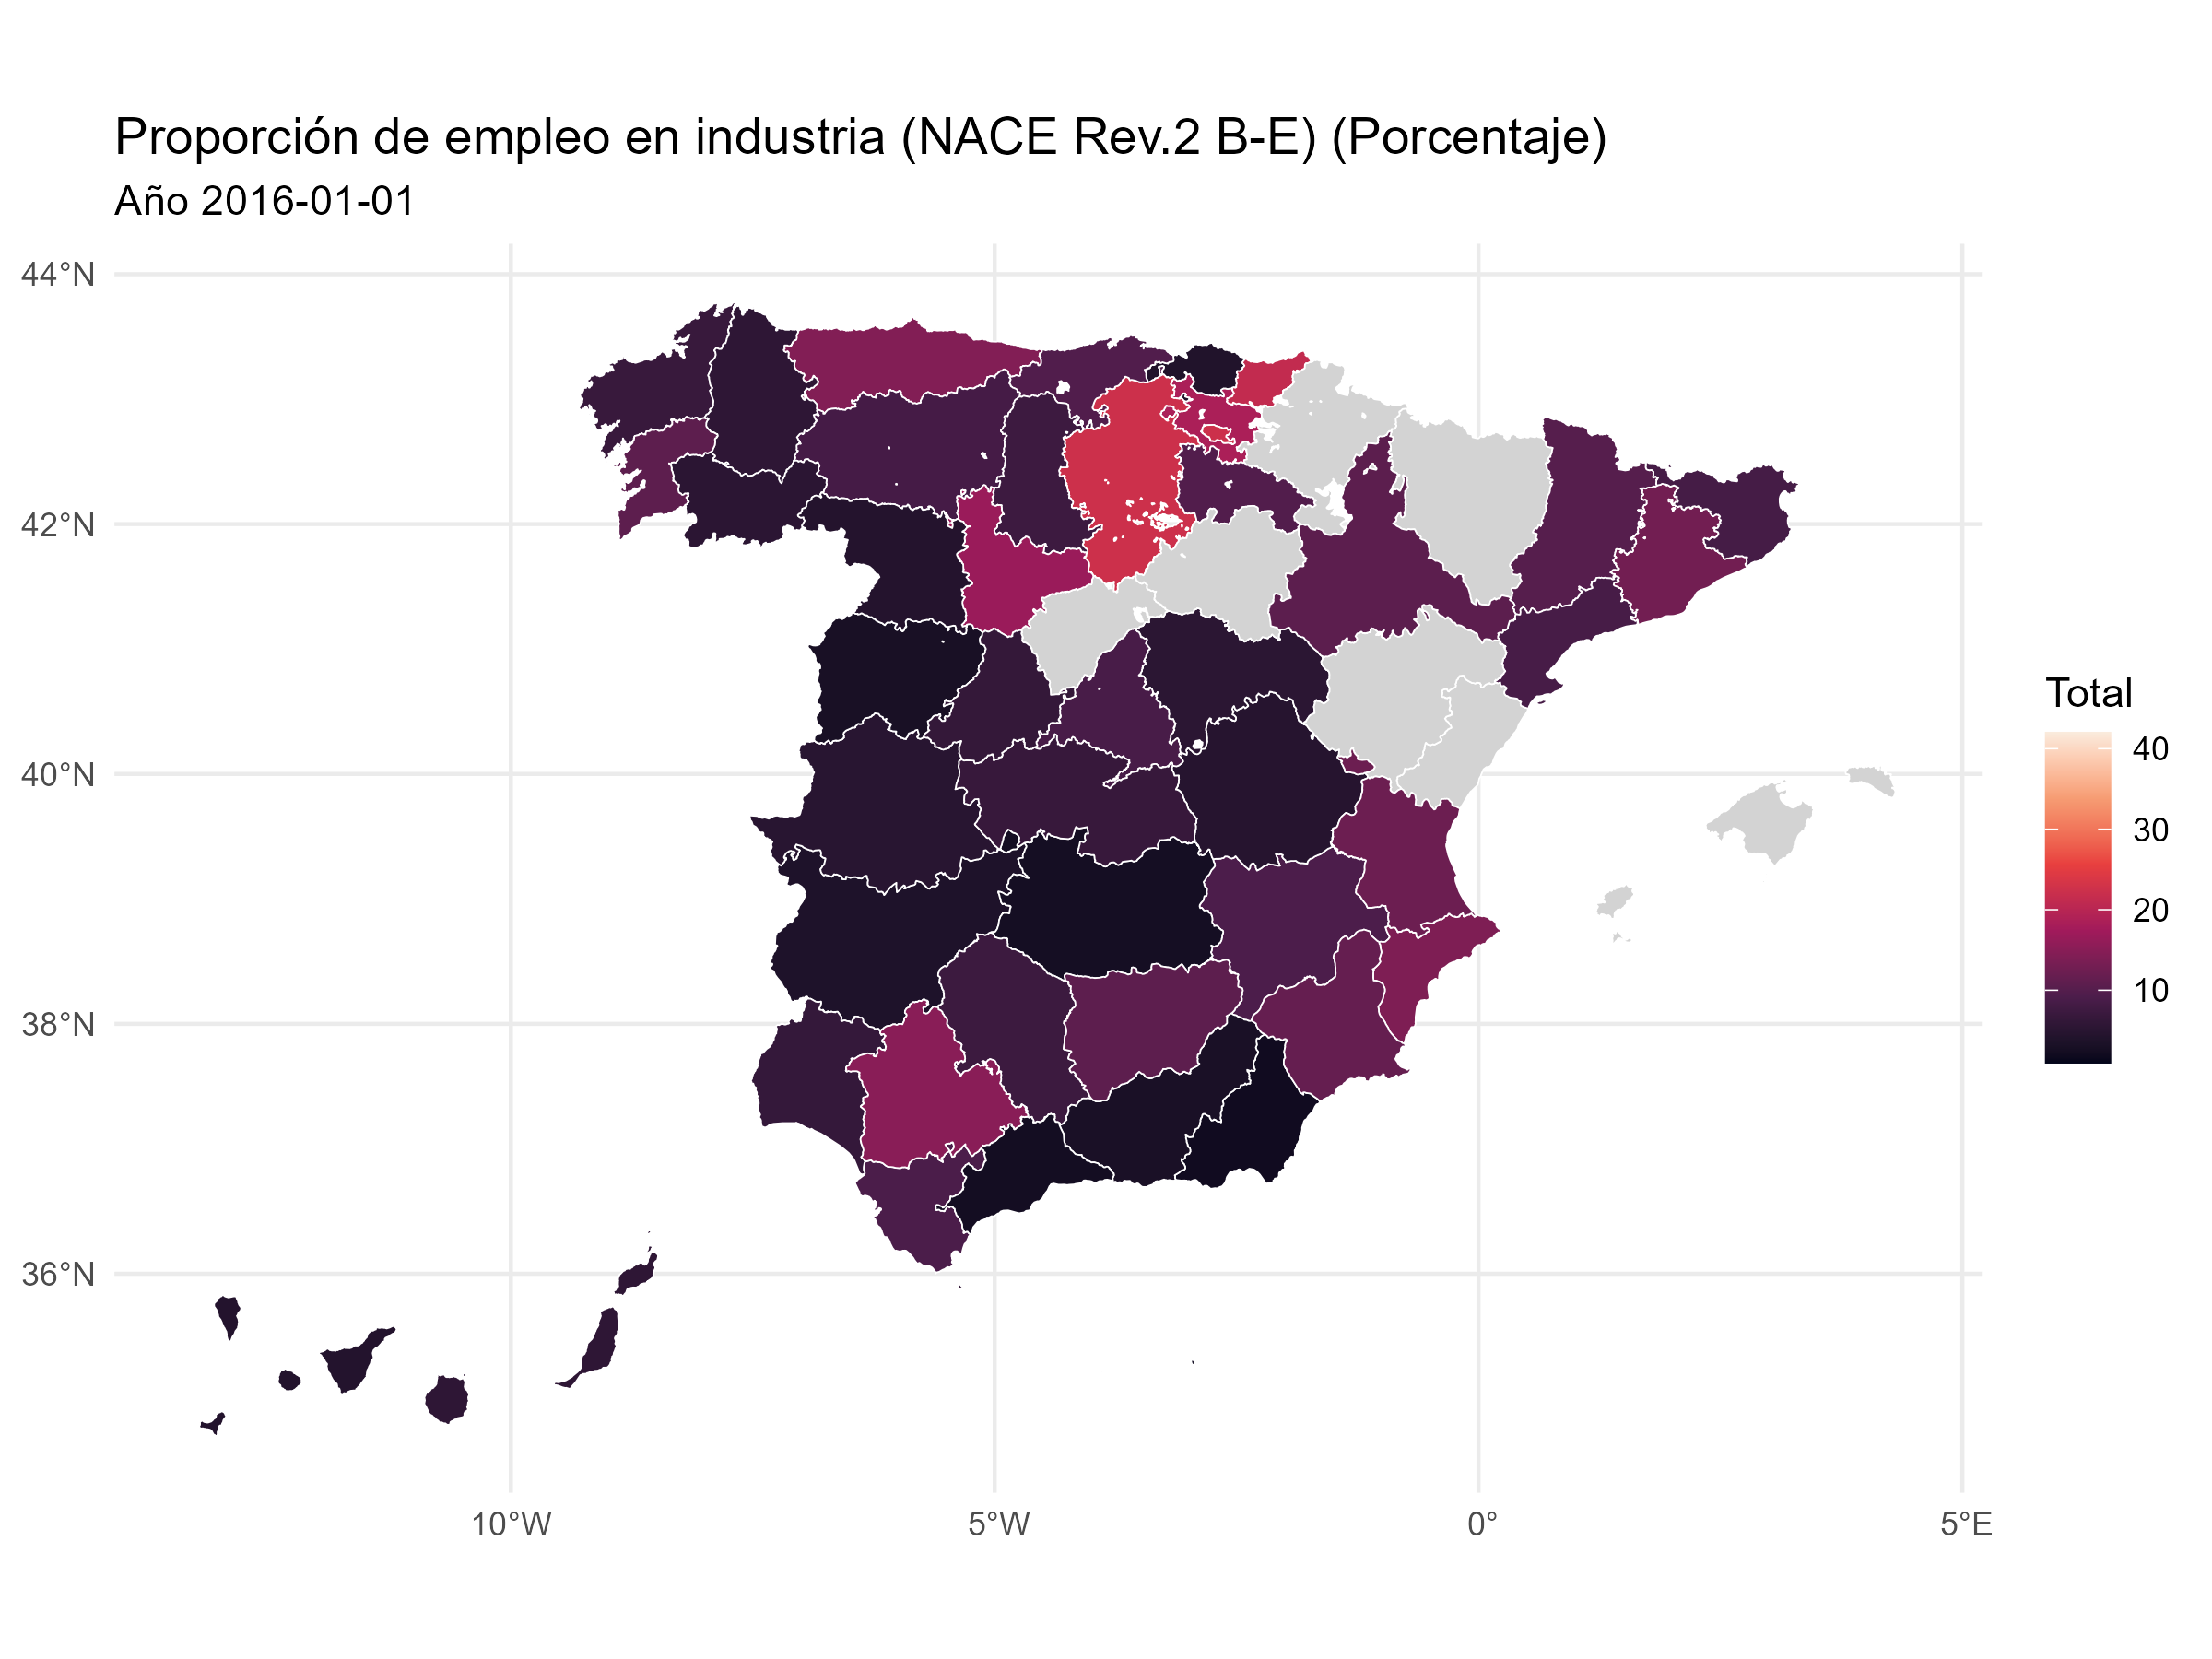 Proporción de empleo en industria (NACE Rev.2 B-E) (Porcentaje)
Año 2016-01-01
44°N
42°N
40°N
38°N
36°N
10°W
5°W
0°
5°E
Total
40
30
20
10